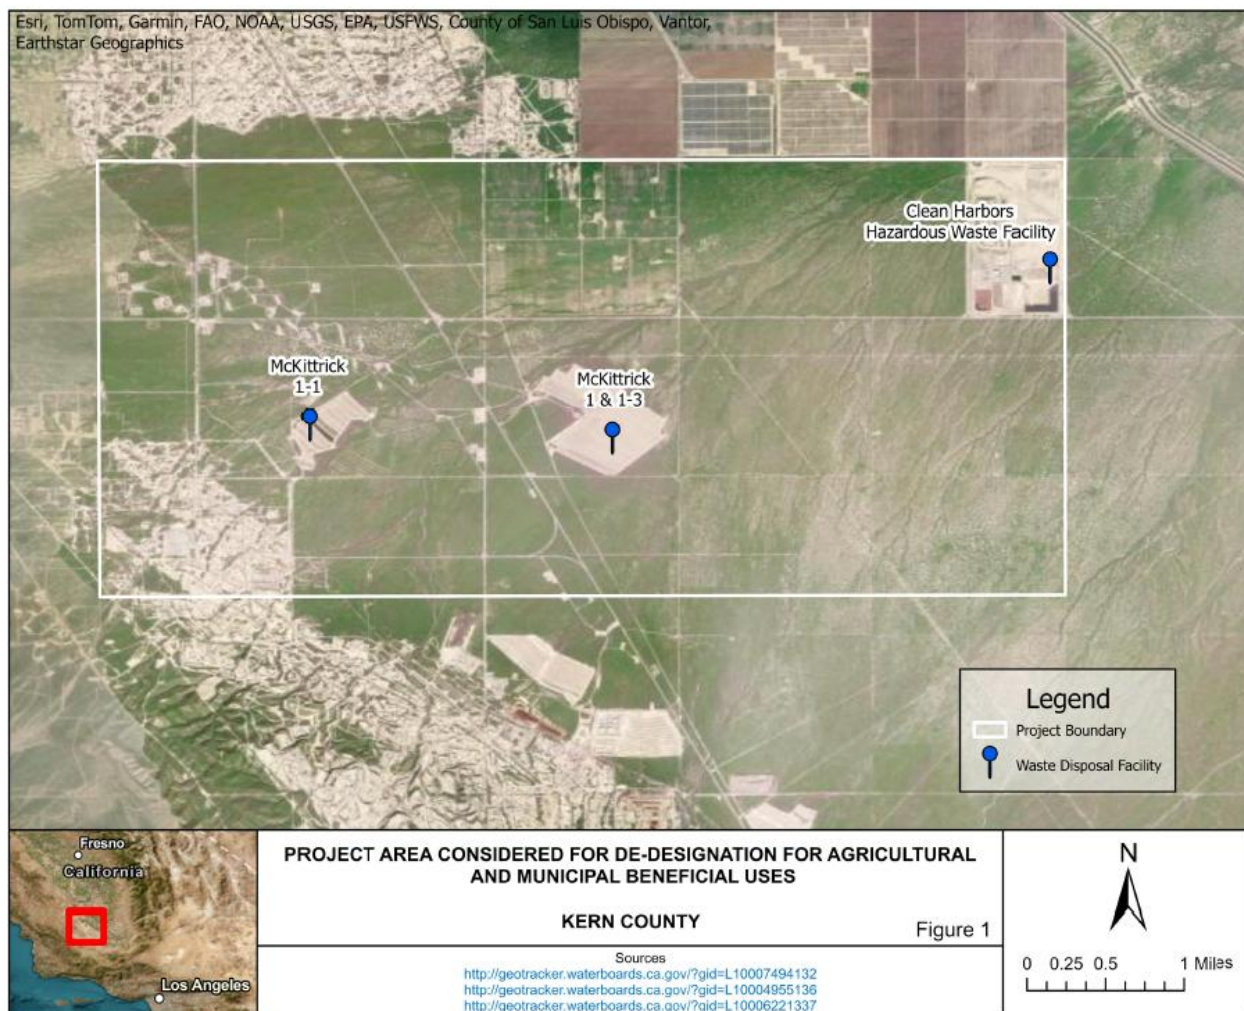 Esri, TomTom, Garmin, FAO, NOAA, USGS, EPA, USFWS, County of San Luis Obispo, Vantor,
Earthstar Geographics
Clean Harbors
Hazardous Waste Facility
McKittrick
1-1
McKittrick
1 & 1-3
Legend
Project Boundary
Waste Disposal Facility
Fresno
California
Los Angeles
PROJECT AREA CONSIDERED FOR DE-DESIGNATION FOR AGRICULTURAL
AND MUNICIPAL BENEFICIAL USES
KERN COUNTY
Figure 1
Sources
http://geotracker.waterboards.ca.gov/?gid=L10007494132
http://geotracker.waterboards.ca.gov/?gid=L10004955136
http://geotracker.waterboards.ca.gov/?gid=L10006221337
N
0 0.25 0.5 1 Miles